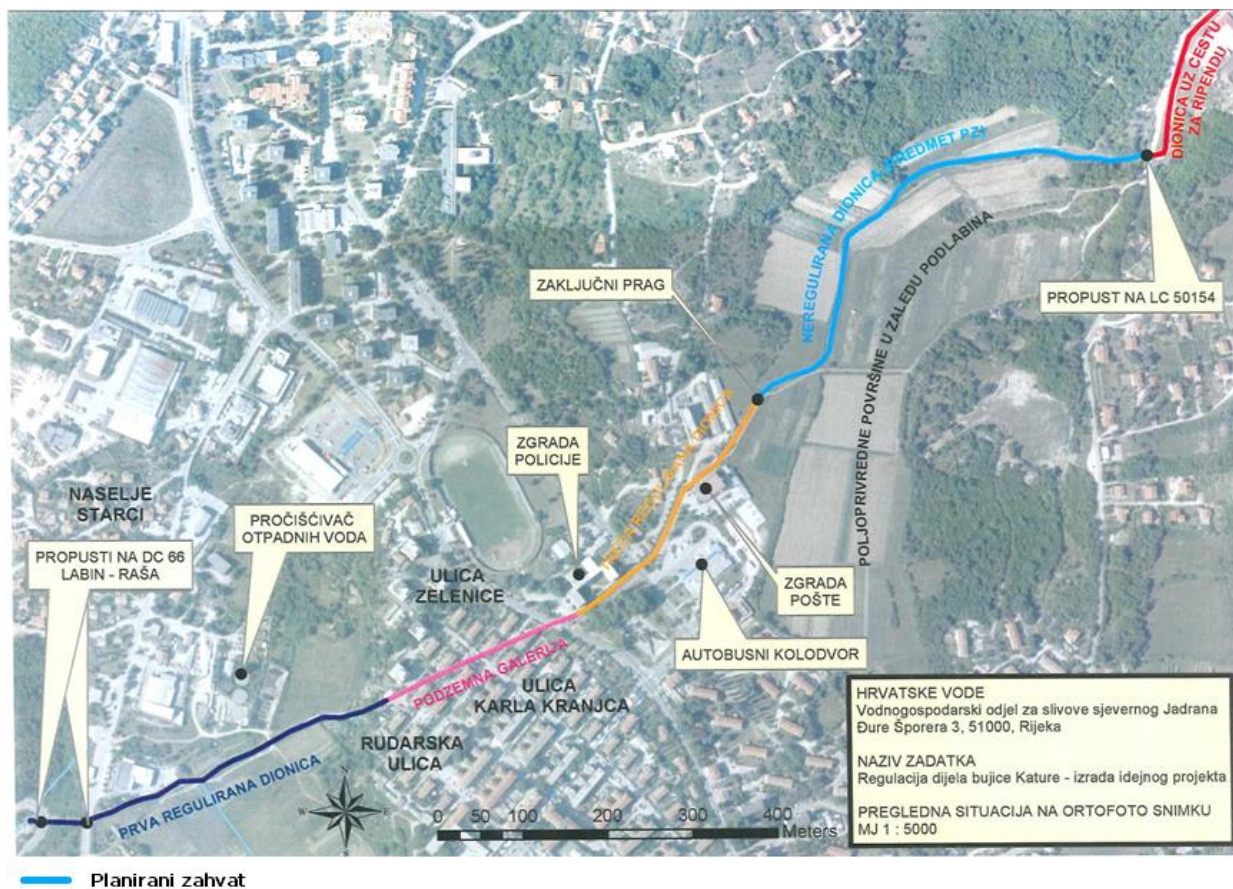 DIONICA UZ CESTU
ZA RIPENDU
NEREGULIRANA DIONICA (PREDMET PZ)
ZAKLJUČNI PRAG
PROPUST NA LC 50154
POLJOPRIVREDNE POVRŠINE U ZALEĐU PODLABINA
REGULIRANA DIONICA
ZGRADA
POLICIJE
NASELJE
STARCI
PROČIŠĆIVAČ
OTPADNIH VODA
PROPUSTI NA DC 66
LABIN - RAŠA
ULICA
ZELENICE
ZGRADA
POŠTE
AUTOBUSNI KOLODVOR
PODZEMNA GALERIJA
ULICA
KARLA KRANJCA
RUDARSKA
ULICA
PRVA REGULIRANA DIONICA
N
W
E
S
0 50 100 200 300 400
Meters
HRVATSKE VODE
Vodnogospodarski odjel za slivove sjevernog Jadrana
Đure Šporera 3, 51000, Rijeka
NAZIV ZADATKA
Regulacija dijela bujice Kature - izrada idejnog projekta
PREGLEDNA SITUACIJA NA ORTOFOTO SNIMKU
MJ 1 : 5000
Planirani zahvat